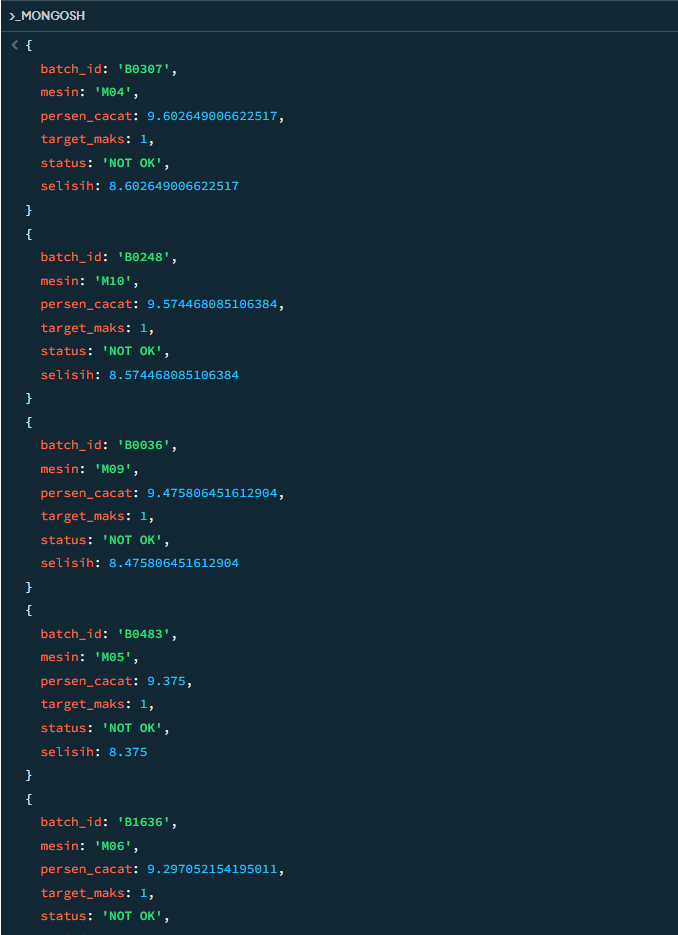 >_MONGOSH
< {
batch_id: 'B0307',
mesin: 'M04',
persen_cacat: 9.602649006622517,
target_maks: 1,
status: 'NOT OK',
selisih: 8.602649006622517
}
{
batch_id: 'B0248',
mesin: 'M10',
persen_cacat: 9.574468085106384,
target_maks: 1,
status: 'NOT OK',
selisih: 8.574468085106384
}
{
batch_id: 'B0036',
mesin: 'M09',
persen_cacat: 9.475806451612904,
target_maks: 1,
status: 'NOT OK',
selisih: 8.475806451612904
}
{
batch_id: 'B0483',
mesin: 'M05',
persen_cacat: 9.375,
target_maks: 1,
status: 'NOT OK',
selisih: 8.375
}
{
batch_id: 'B1636',
mesin: 'M06',
persen_cacat: 9.297052154195011,
target_maks: 1,
status: 'NOT OK',